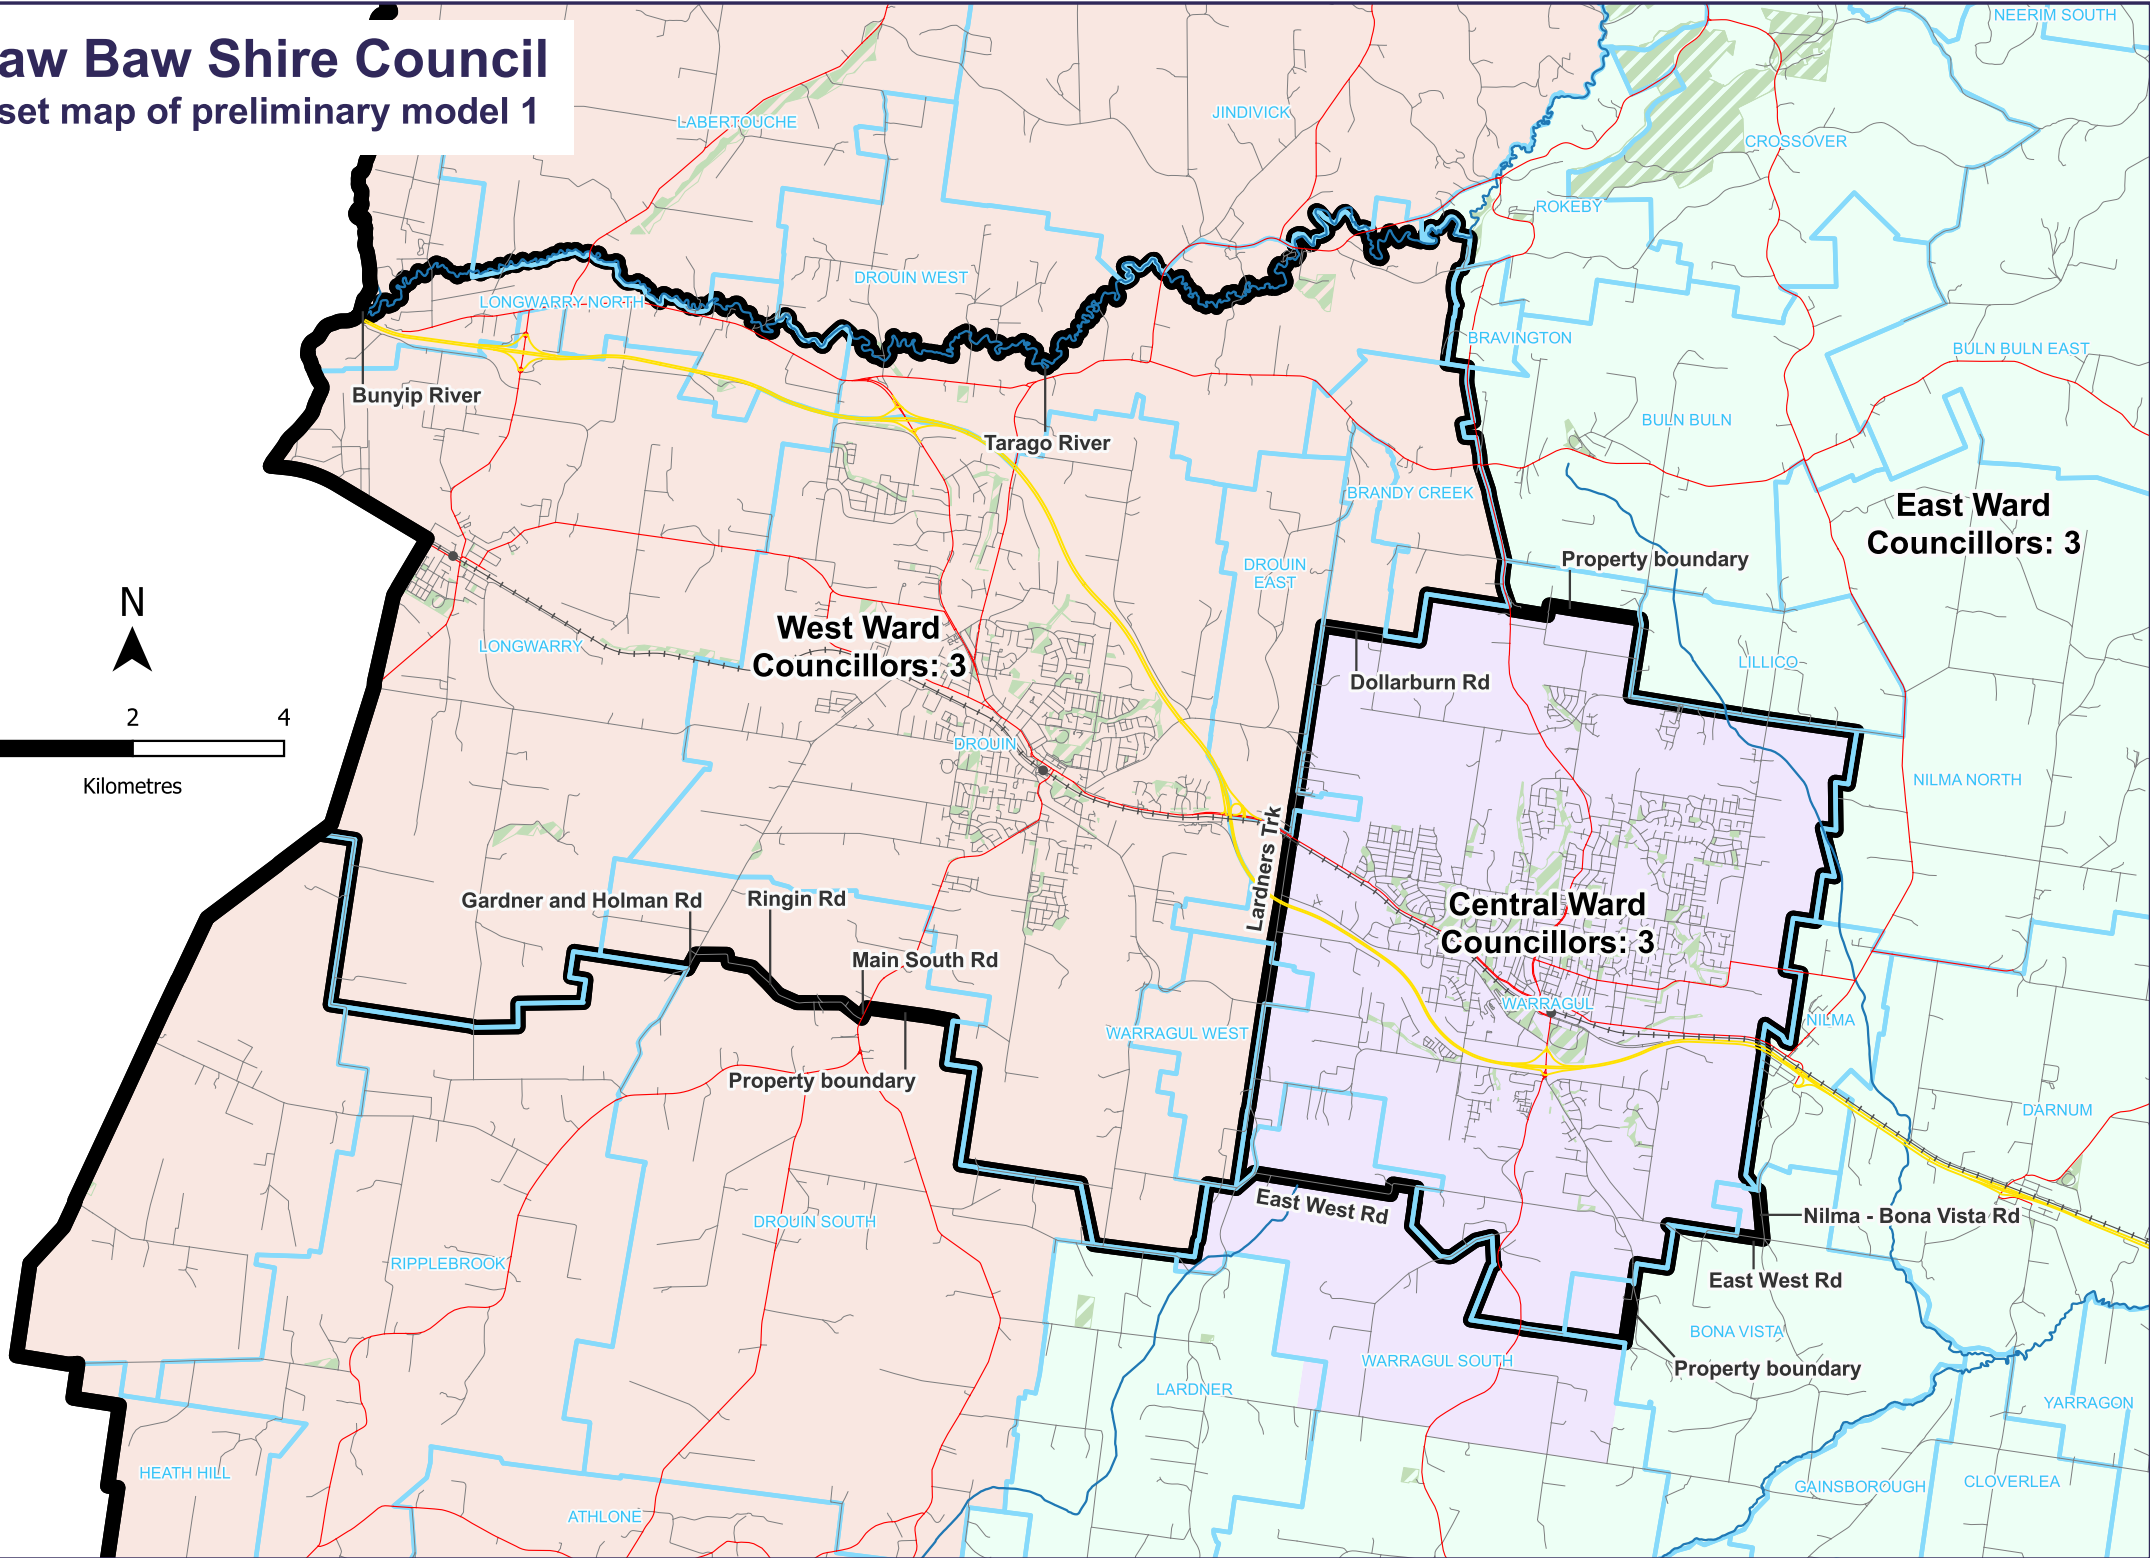 aw Baw Shire Council
set map of preliminary model 1
NEERIM SOUTH
LABERTOUCHE
JINDIVICK
CROSSOVER
ROKEBY
DROUIN WEST
LONGWARRY NORTH
BRAVINGTON
BULN BULN EAST
Bunyip River
BULN BULN
Tarago River
BRANDY CREEK
East Ward
Councillors: 3
Property boundary
DROUIN
EAST
N
West Ward
Councillors: 3
LONGWARRY
LILLICO
Dollarburn Rd
2
4
Kilometres
DROUIN
NILMA NORTH
Lardners Trk
Gardner and Holman Rd
Ringin Rd
Central Ward
Councillors: 3
Main South Rd
WARRAGUL
NILMA
WARRAGUL WEST
Property boundary
DARNUM
East West Rd
Nilma - Bona Vista Rd
DROUIN SOUTH
RIPPLEBROOK
East West Rd
BONA VISTA
WARRAGUL SOUTH
Property boundary
LARDNER
YARRAGON
HEATH HILL
GAINSBOROUGH
CLOVERLEA
ATHLONE